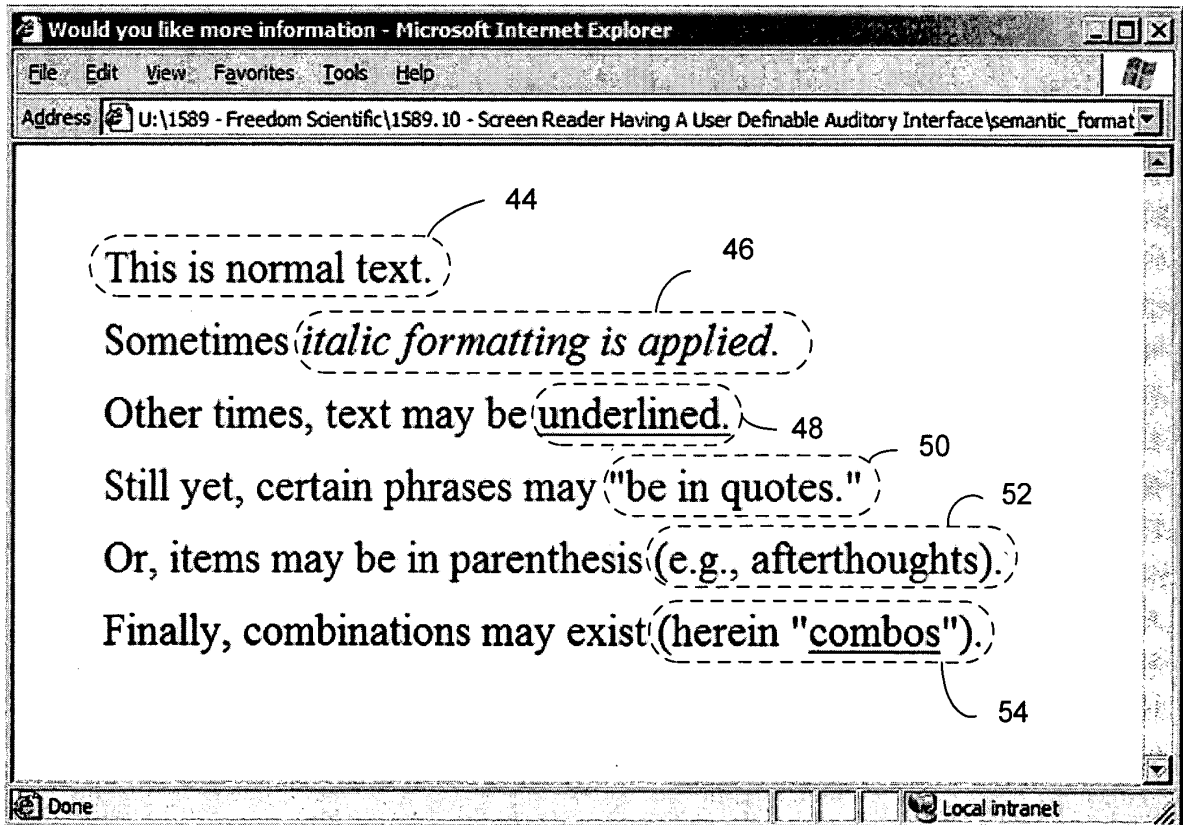 Would you like more information - Microsoft Internet Explorer
File Edit View Favorites Tools Help
Address U:\1589 - Freedom Scientific\1589.10 - Screen Reader Having A User Definable Auditory Interface\semantic_format
44
This is normal text.
46
Sometimes italic formatting is applied.
Other times, text may be underlined.
48
50
Still yet, certain phrases may "be in quotes."
52
Or, items may be in parenthesis (e.g., afterthoughts).
Finally, combinations may exist (herein "combos").
54
Done Local intranet